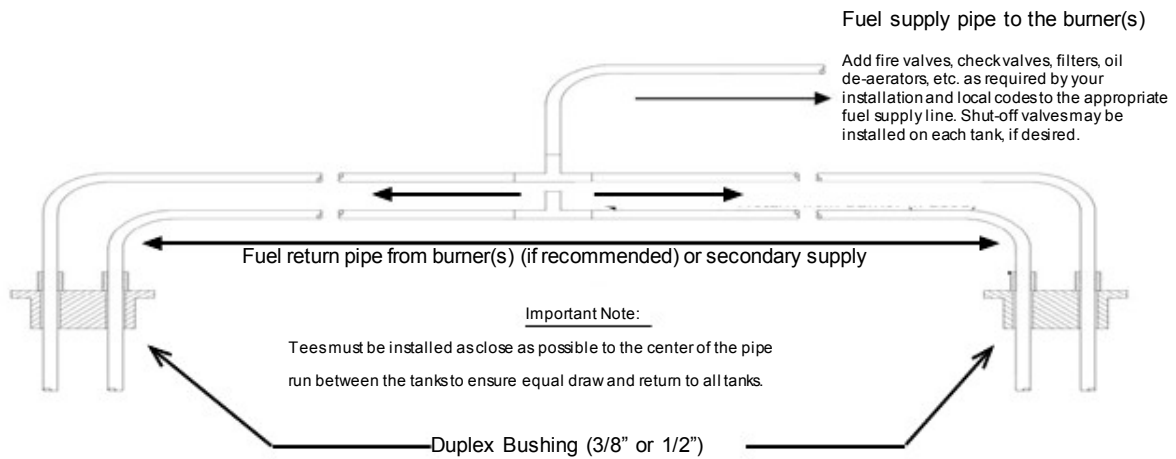 Fuel supply pipe to the burner(s)
Add fire valves, check valves, filters, oil
de-aerators, etc. as required by your
installation and local codes to the appropriate
fuel supply line. Shut-off valves may be
installed on each tank, if desired.
Fuel return pipe from burner(s) (if recommended) or secondary supply
Important Note:
Tees must be installed as close as possible to the center of the pipe
run between the tanks to ensure equal draw and return to all tanks.
Duplex Bushing (3/8” or 1/2”)